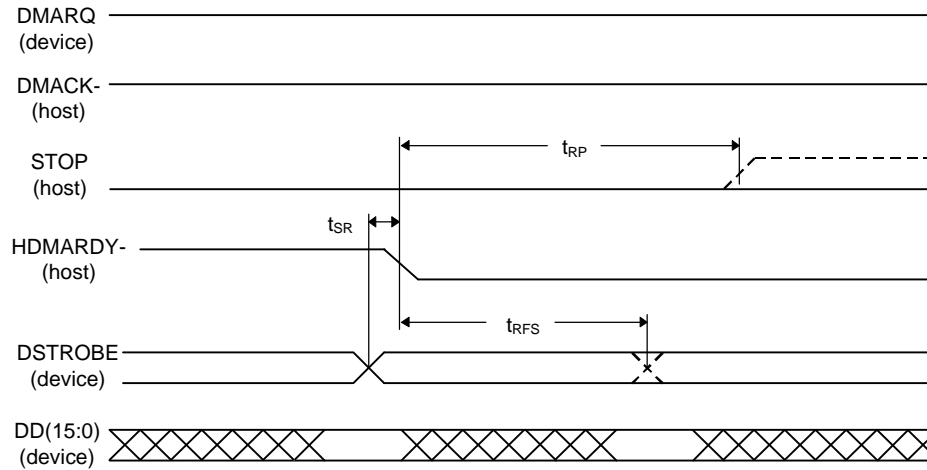 DMARQ
(device)
DMACK-
(host)
STOP
(host)
tRP
tSR
HDMARDY-
(host)
tRFS
DSTROBE
(device)
DD(15:0)
(device)